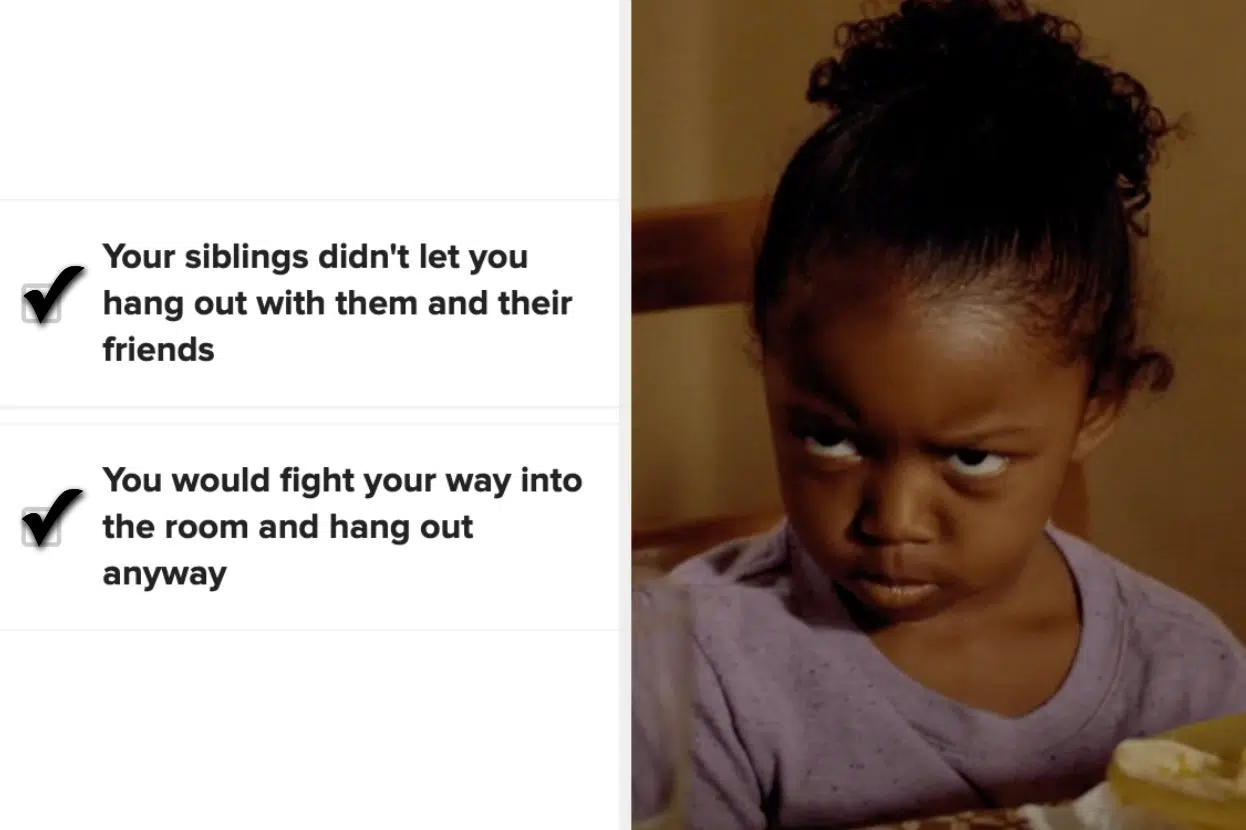 Your siblings didn't let you
hang out with them and their
friends
You would fight your way into
the room and hang out
anyway